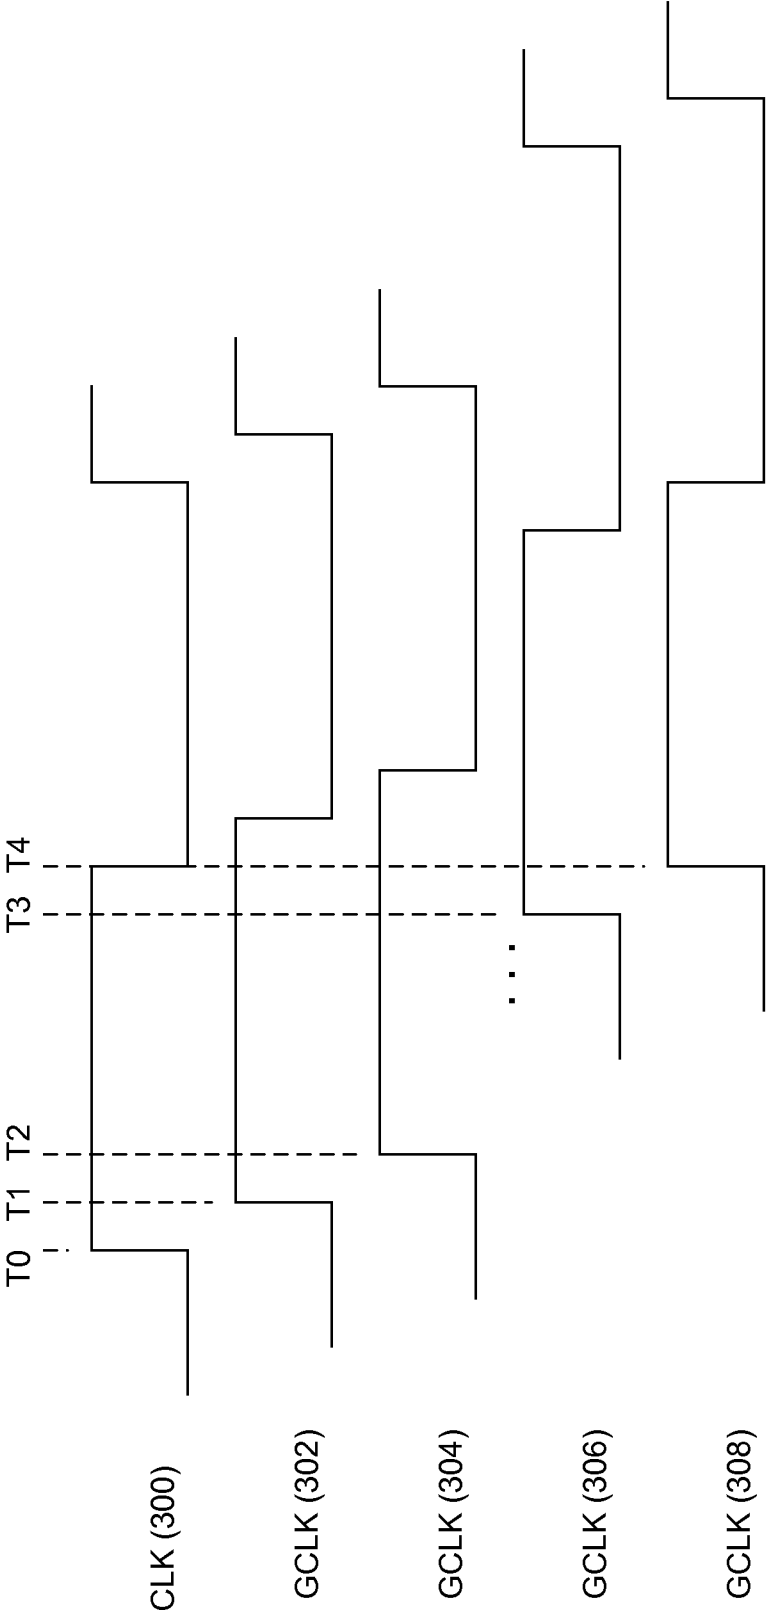 T0 T1 T2 T3 T4
CLK (300)
GCLK (302)
GCLK (304)
. . .
GCLK (306)
GCLK (308)